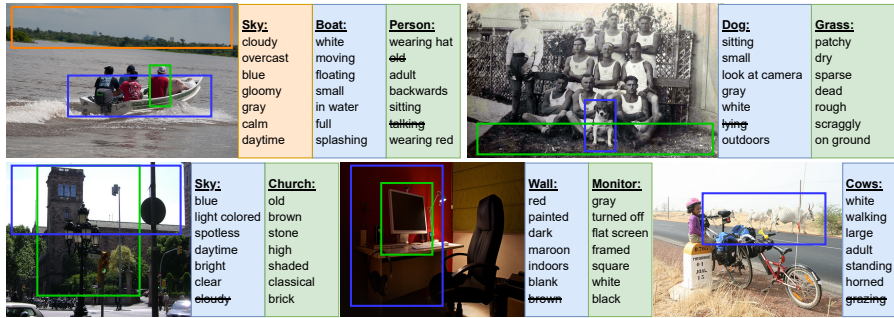 Sky:
cloudy
overcast
blue
gloomy
gray
calm
daytime
Boat:
white
moving
floating
small
in water
full
splashing
Person:
wearing hat
old
adult
backwards
sitting
talking
wearing red
Dog:
sitting
small
look at camera
gray
white
lying
outdoors
Grass:
patchy
dry
sparse
dead
rough
scraggly
on ground
Sky:
blue
light colored
spotless
daytime
bright
clear
cloudy
Church:
old
brown
stone
high
shaded
classical
brick
Wall:
red
painted
dark
maroon
indoors
blank
brown
Monitor:
gray
turned off
flat screen
framed
square
white
black
Cows:
white
walking
large
adult
standing
horned
grazing